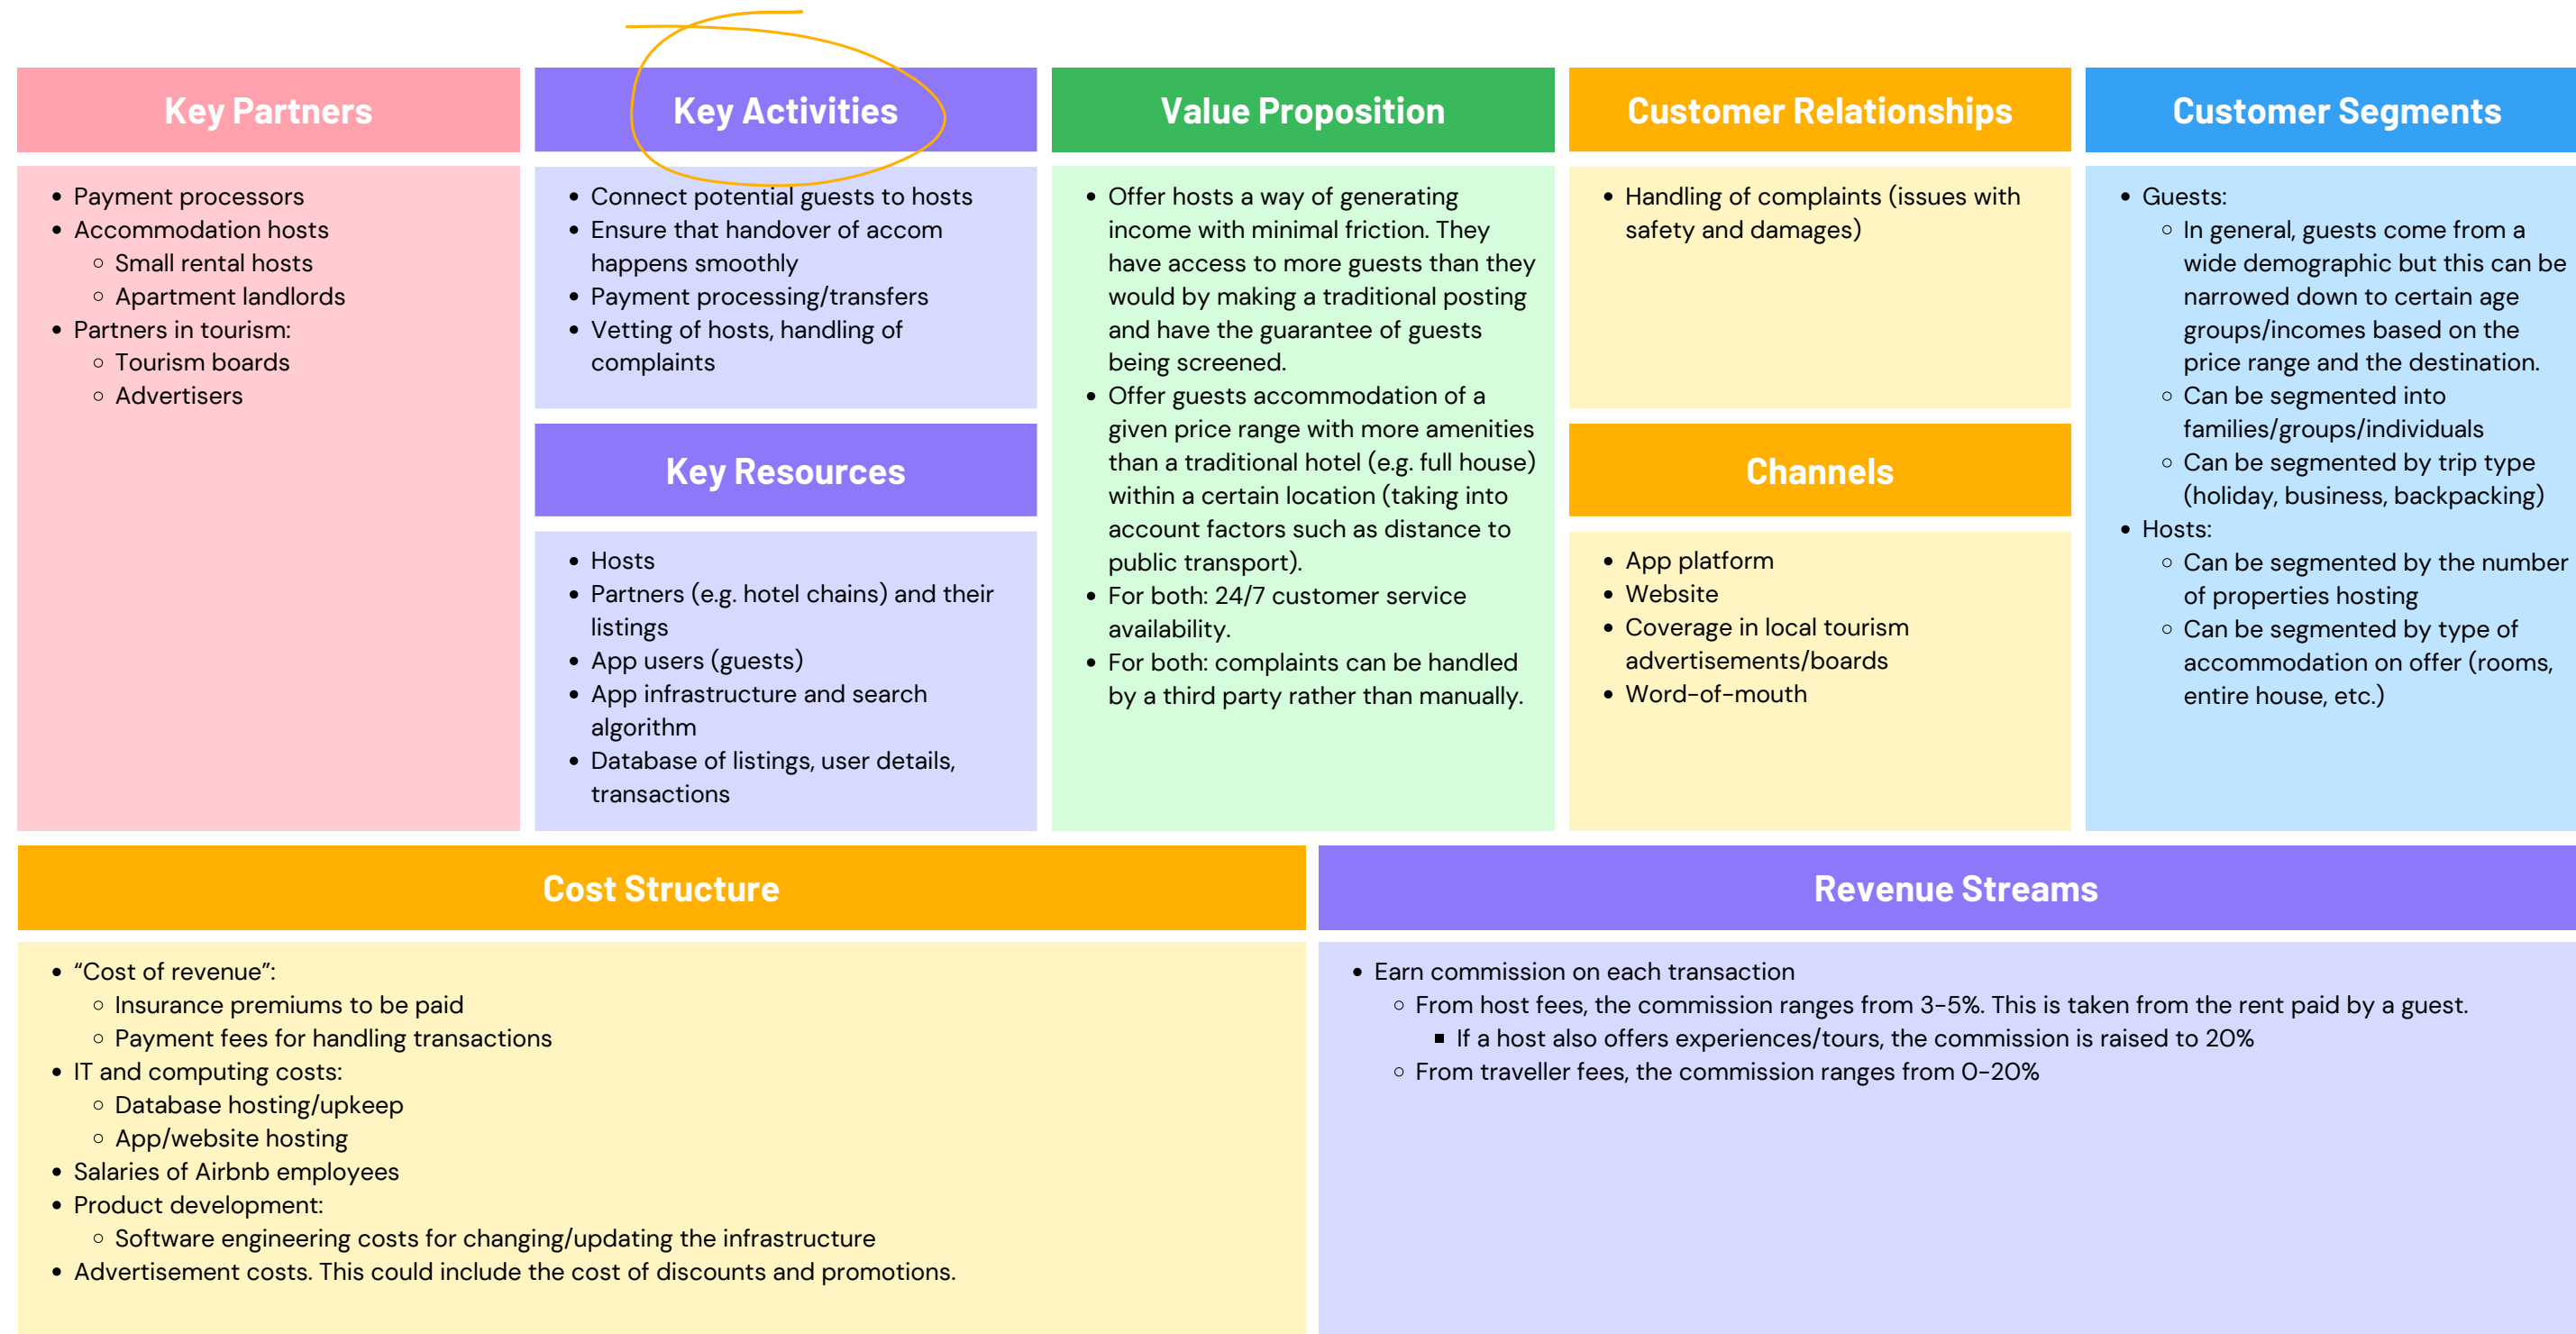 Key Partners
• Payment processors
• Accommodation hosts
◦ Small rental hosts
◦ Apartment landlords
• Partners in tourism:
◦ Tourism boards
◦ Advertisers
Key Activities
• Connect potential guests to hosts
• Ensure that handover of accom
happens smoothly
• Payment processing/transfers
• Vetting of hosts, handling of
complaints
Key Resources
• Hosts
• Partners (e.g. hotel chains) and their
listings
• App users (guests)
• App infrastructure and search
algorithm
• Database of listings, user details,
transactions
Value Proposition
• Offer hosts a way of generating
income with minimal friction. They
have access to more guests than they
would by making a traditional posting
and have the guarantee of guests
being screened.
• Offer guests accommodation of a
given price range with more amenities
than a traditional hotel (e.g. full house)
within a certain location (taking into
account factors such as distance to
public transport).
• For both: 24/7 customer service
availability.
• For both: complaints can be handled
by a third party rather than manually.
Customer Relationships
• Handling of complaints (issues with
safety and damages)
Channels
• App platform
• Website
• Coverage in local tourism
advertisements/boards
• Word-of-mouth
Customer Segments
• Guests:
◦ In general, guests come from a
wide demographic but this can be
narrowed down to certain age
groups/incomes based on the
price range and the destination.
◦ Can be segmented into
families/groups/individuals
◦ Can be segmented by trip type
(holiday, business, backpacking)
• Hosts:
◦ Can be segmented by the number
of properties hosting
◦ Can be segmented by type of
accommodation on offer (rooms,
entire house, etc.)
Cost Structure
• “Cost of revenue”:
◦ Insurance premiums to be paid
◦ Payment fees for handling transactions
• IT and computing costs:
◦ Database hosting/upkeep
◦ App/website hosting
• Salaries of Airbnb employees
• Product development:
◦ Software engineering costs for changing/updating the infrastructure
• Advertisement costs. This could include the cost of discounts and promotions.
Revenue Streams
• Earn commission on each transaction
◦ From host fees, the commission ranges from 3-5%. This is taken from the rent paid by a guest.
▪ If a host also offers experiences/tours, the commission is raised to 20%
◦ From traveller fees, the commission ranges from 0-20%